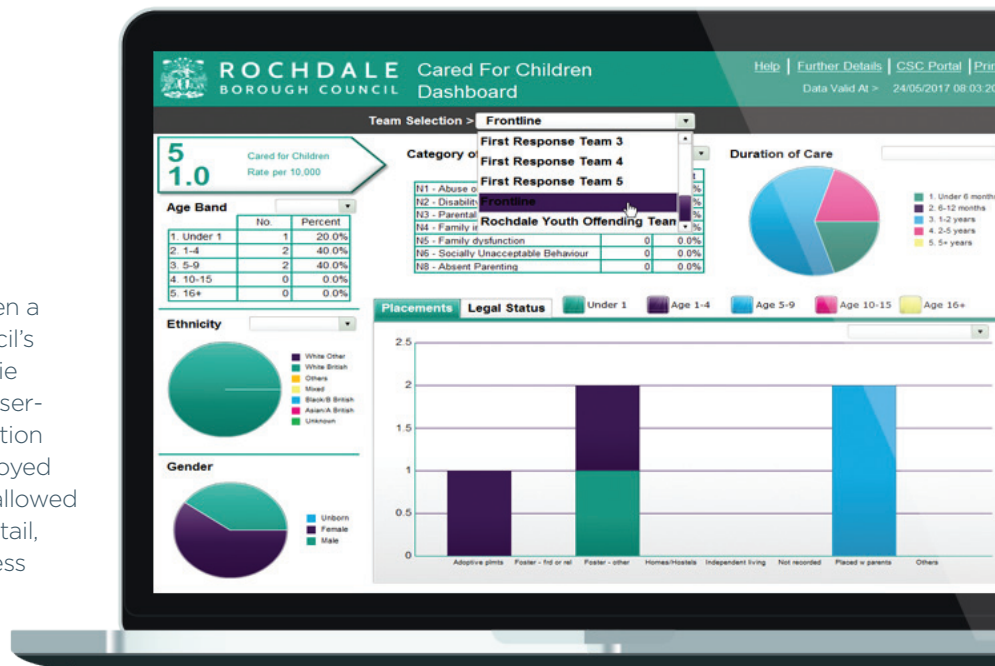 ROCHDALE
BOROUGH COUNCIL
Cared For Children
Dashboard
Help | Further Details | CSC Portal | Prin
Data Valid At > 24/05/2017 08:03:20
Team Selection > Frontline
First Response Team 3
First Response Team 4
First Response Team 5
Frontline
Rochdale Youth Offending Team
5 Cared for Children
1.0 Rate per 10,000
Age Band
No. Percent
1. Under 1 1 20.0%
2. 1-4 2 40.0%
3. 5-9 2 40.0%
4. 10-15 0 0.0%
5. 16+ 0 0.0%
Category o
N1 - Abuse o %
N2 - Disability %
N3 - Parental %
N4 - Family i %
N5 - Family dysfunction 0 0.0%
N6 - Socially Unacceptable Behaviour 0 0.0%
N8 - Absent Parenting 0 0.0%
Duration of Care
1. Under 6 months
2. 6-12 months
3. 1-2 years
4. 2-5 years
5. 5+ years
Ethnicity
White Other
White British
Others
Mixed
Black/B British
Asian/A British
Unknown
Gender
Unborn
Female
Male
Placements Legal Status Under 1 Age 1-4 Age 5-9 Age 10-15 Age 16+
2.5
2
1.5
1
0.5
0
Adoptive plmts Foster - frd or rel Foster - other Homes/Hostels Independent living Not recorded Placed w parents Others
en a
cil's
ie
ser-
tion
oyed
allowed
tail,
ess